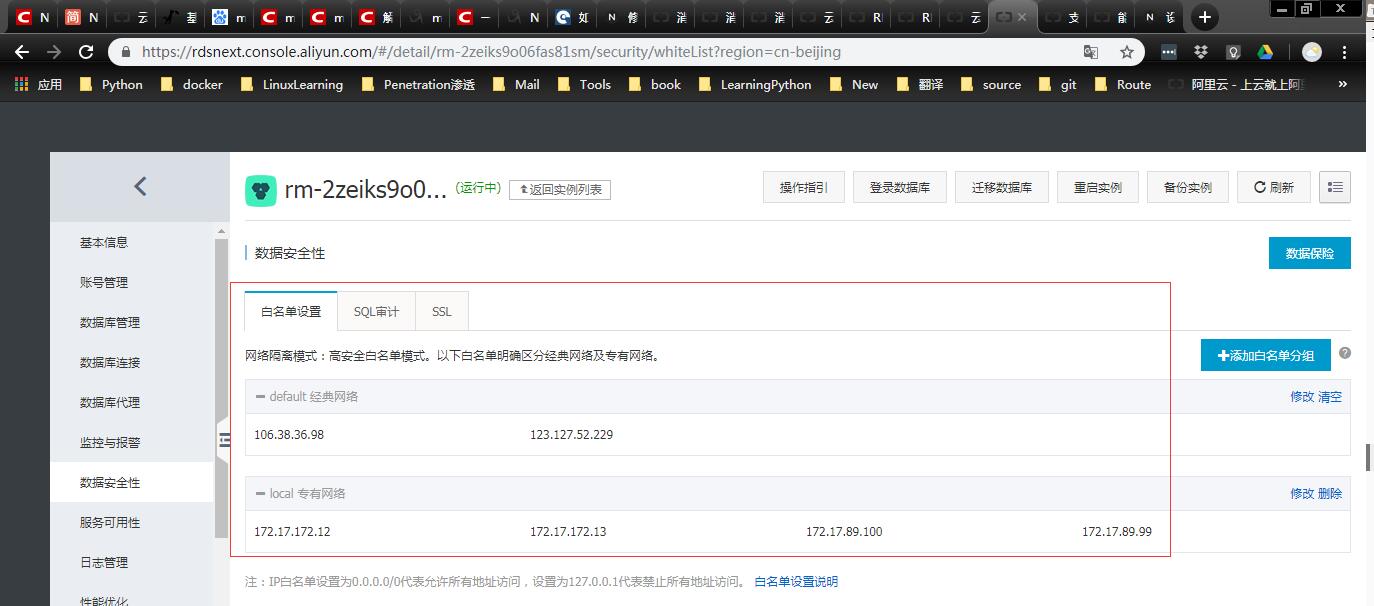 N N 云 基 m m m 解 m 一 N 如 修 消 消 消 云 R R 云 支 能 设
https://rdsnext.console.aliyun.com/#/detail/rm-2zeiks9o06fas81sm/security/whiteList?region=cn-beijing
应用 Python docker LinuxLearning Penetration渗透 Mail Tools book LearningPython New 翻译 source git Route 阿里云 - 上云就上阿 »
rm-2zeiks9o0... (运行中) 返回实例列表 操作指引 登录数据库 迁移数据库 重启实例 备份实例 刷新
基本信息
账号管理
数据库管理
数据库连接
数据库代理
监控与报警
数据安全性
服务可用性
日志管理
性能优化
数据安全性 数据保险
白名单设置 SQL审计 SSL
网络隔离模式：高安全白名单模式。以下白名单明确区分经典网络及专有网络。 添加白名单分组
default 经典网络 修改 清空
106.38.36.98 123.127.52.229
local 专有网络 修改 删除
172.17.172.12 172.17.172.13 172.17.89.100 172.17.89.99
注：IP白名单设置为0.0.0.0/0代表允许所有地址访问，设置为127.0.0.1代表禁止所有地址访问。 白名单设置说明